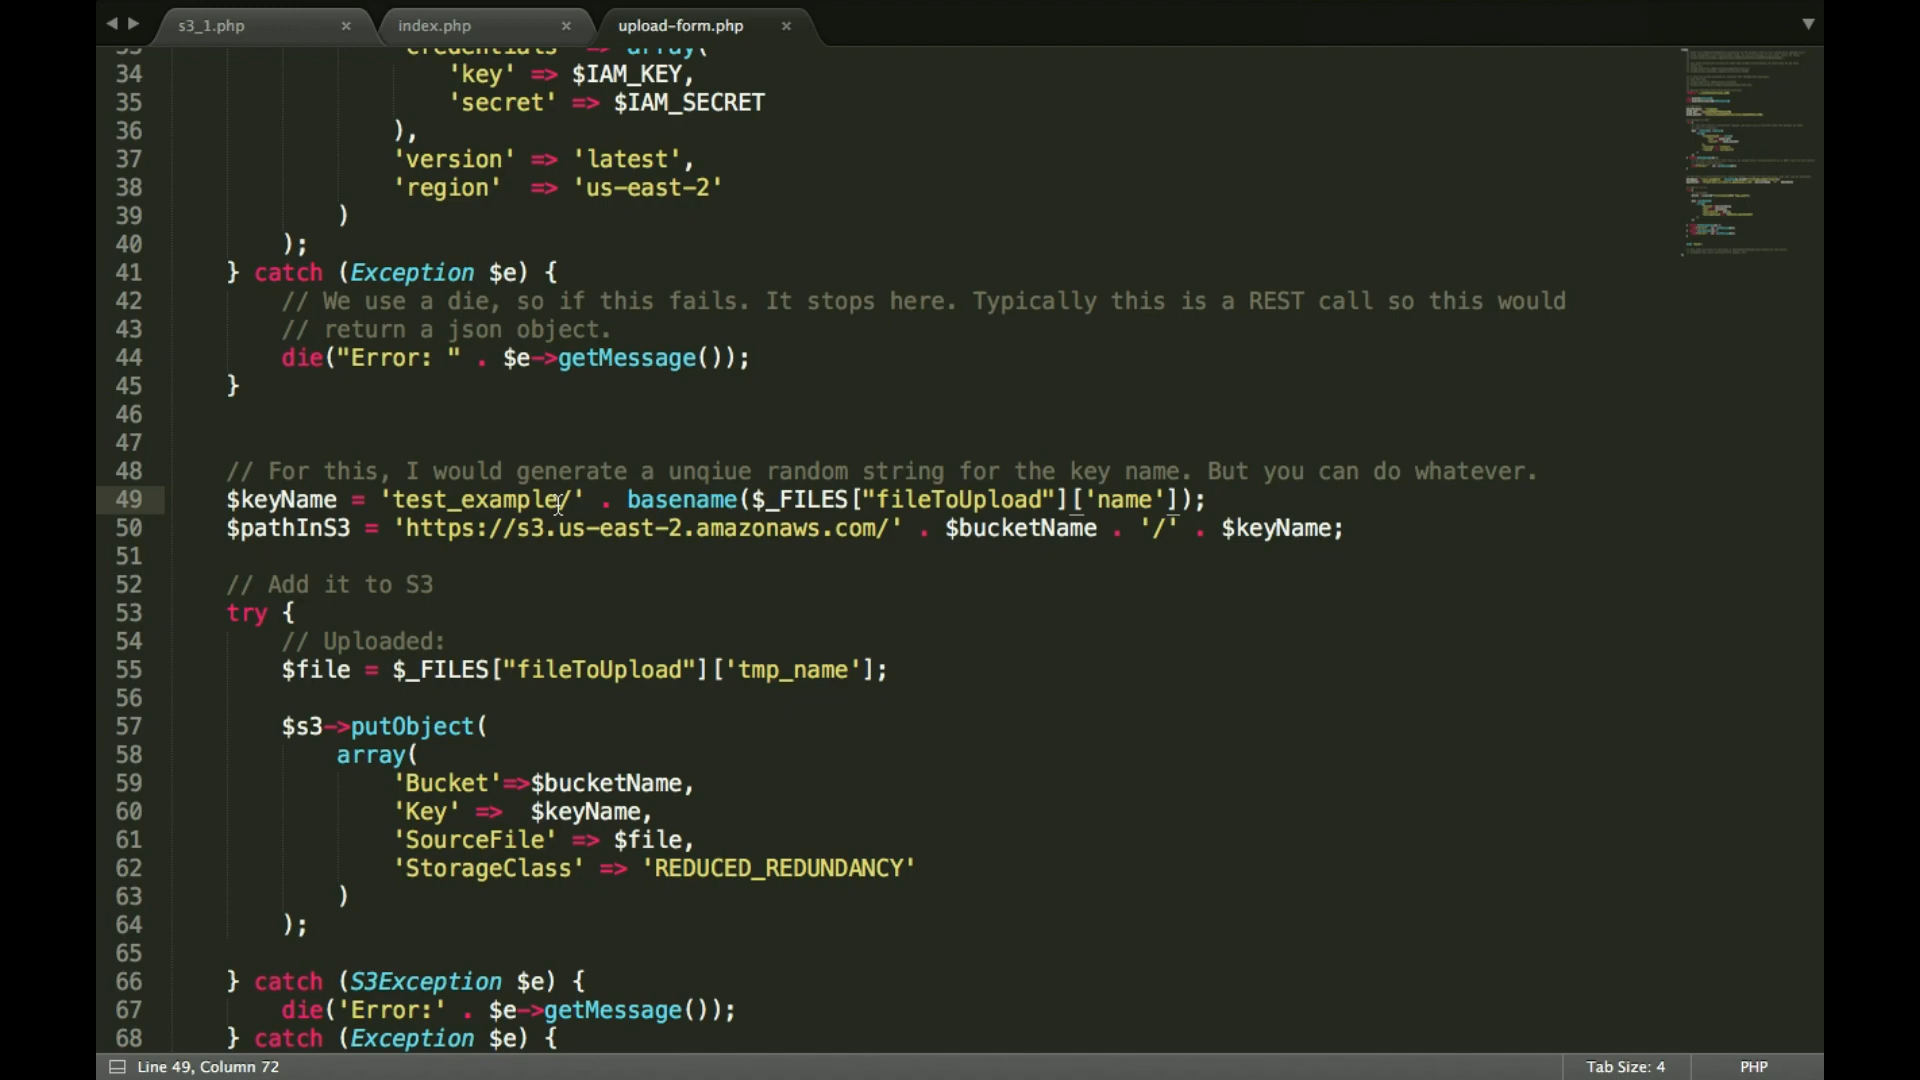 s3_1.php × index.php × upload-form.php ×
33 'credentials' => array(
34 'key' => $IAM_KEY,
35 'secret' => $IAM_SECRET
36 ),
37 'version' => 'latest',
38 'region'  => 'us-east-2'
39 )
40 );
41 } catch (Exception $e) {
42 // We use a die, so if this fails. It stops here. Typically this is a REST call so this would
43 // return a json object.
44 die("Error: " . $e->getMessage());
45 }
46
47
48 // For this, I would generate a unqiue random string for the key name. But you can do whatever.
49 $keyName = 'test_example/' . basename($_FILES["fileToUpload"]['name']);
50 $pathInS3 = 'https://s3.us-east-2.amazonaws.com/' . $bucketName . '/' . $keyName;
51
52 // Add it to S3
53 try {
54 // Uploaded:
55 $file = $_FILES["fileToUpload"]['tmp_name'];
56
57 $s3->putObject(
58 array(
59 'Bucket'=>$bucketName,
60 'Key' =>  $keyName,
61 'SourceFile' => $file,
62 'StorageClass' => 'REDUCED_REDUNDANCY'
63 )
64 );
65
66 } catch (S3Exception $e) {
67 die('Error:' . $e->getMessage());
68 } catch (Exception $e) {
Line 49, Column 72 Tab Size: 4 PHP